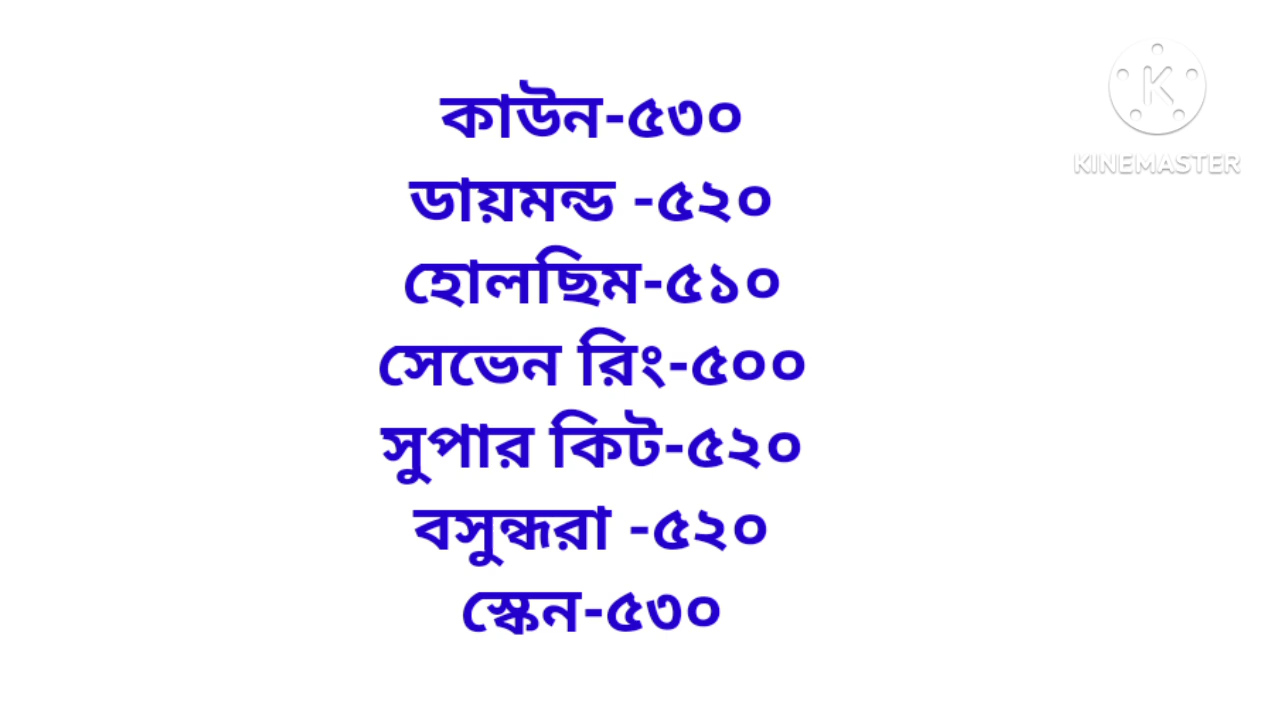 কাউন-৫৩০
KINEMASTER
ডায়মন্ড -৫২০
হোলছিম-৫১০
সেভেন রিং-৫০০
সুপার কিট-৫২০
বসুন্ধরা -৫২০
স্কেন-৫৩০